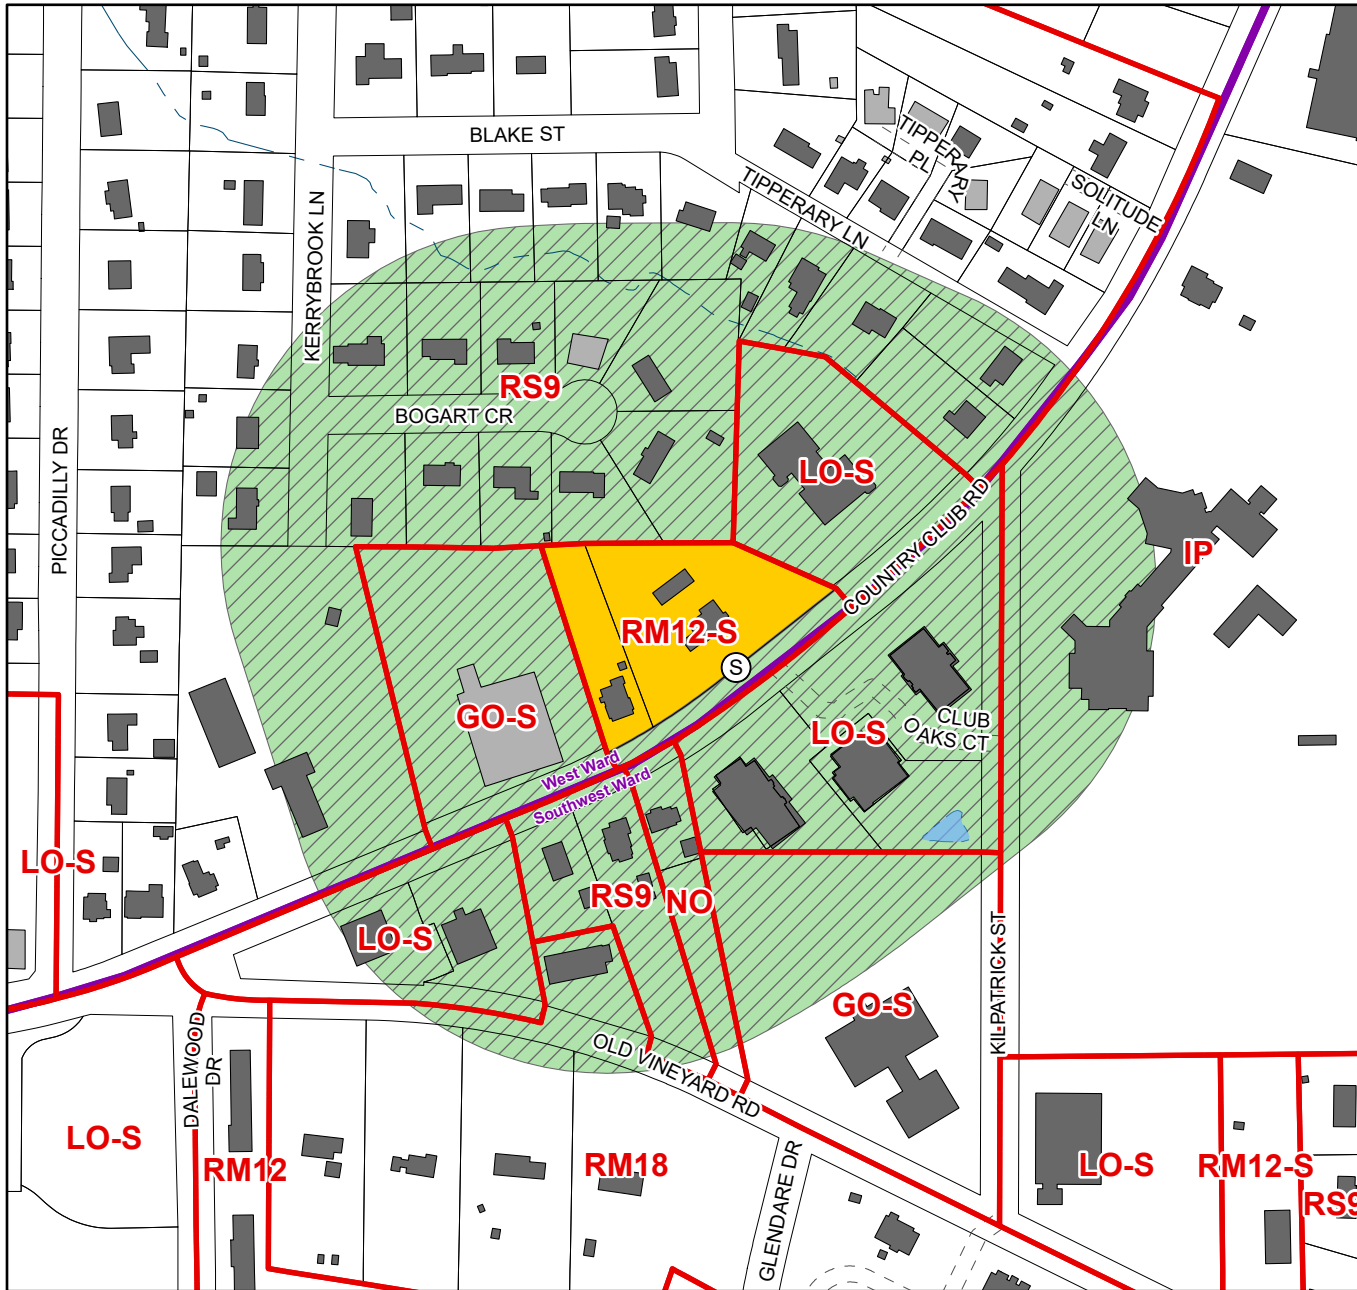 BLAKE ST
TIPPERARY
PL
SOLITUDE
LN
TIPPERARY LN
KERRYBROOK LN
RS9
BOGART CR
PICCADILLY DR
LO-S
COUNTRY CLUB RD
IP
RM12-S
S
GO-S
CLUB
OAKS CT
LO-S
West Ward
Southwest Ward
LO-S
RS9
NO
LO-S
KILPATRICK ST
GO-S
OLD VINEYARD RD
DALEWOOD
DR
LO-S
RM12
RM18
GLENDARE DR
LO-S
RM12-S
RS9